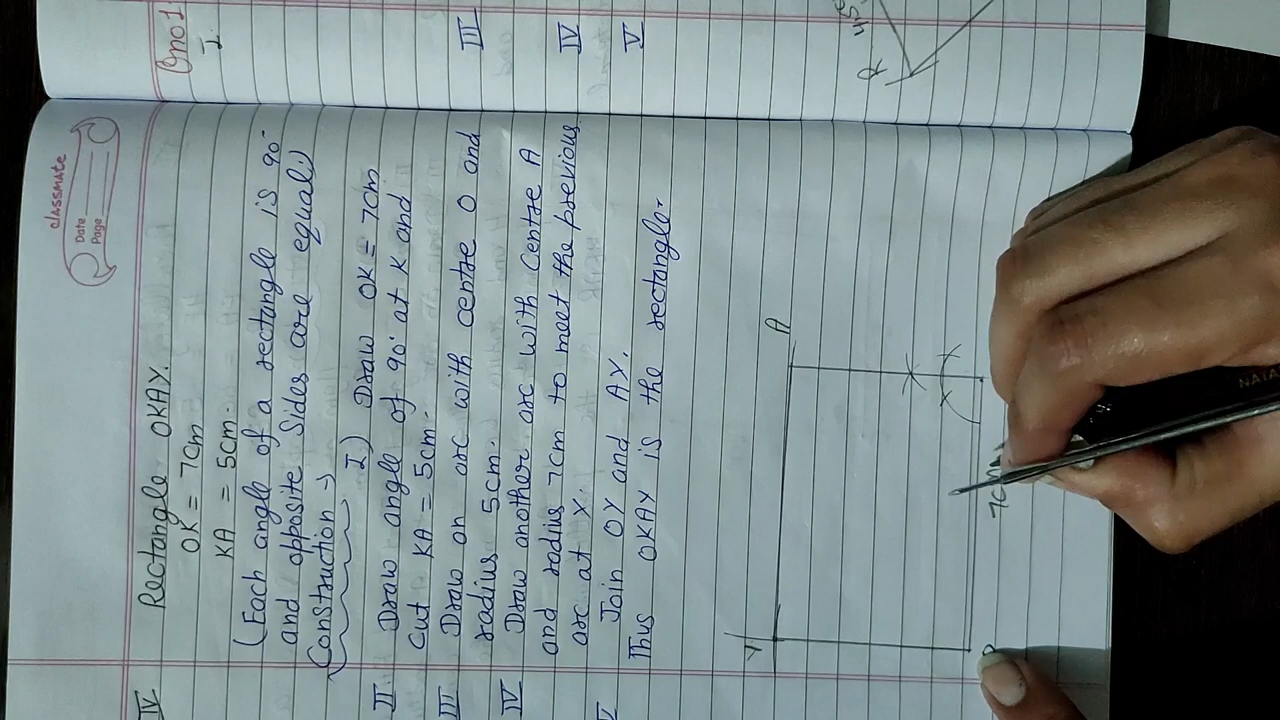 classmate
Date
Page
IV Rectangle OKAY.
OK = 7cm
KA = 5cm.
(Each angle of a rectangle is 90°
and opposite sides are equal)
Construction →
I) Draw OK = 7cm
II Draw angle of 90° at K and
cut KA = 5cm.
III Draw an arc with centre O and
radius 5cm.
IV Draw another arc with Centre A
and radius 7cm to meet the previous
arc at Y.
V Join OY and AY.
Thus OKAY is the rectangle.
A
Y
7cm
Qno1
I.
III
IV
V
R
45°
NATA